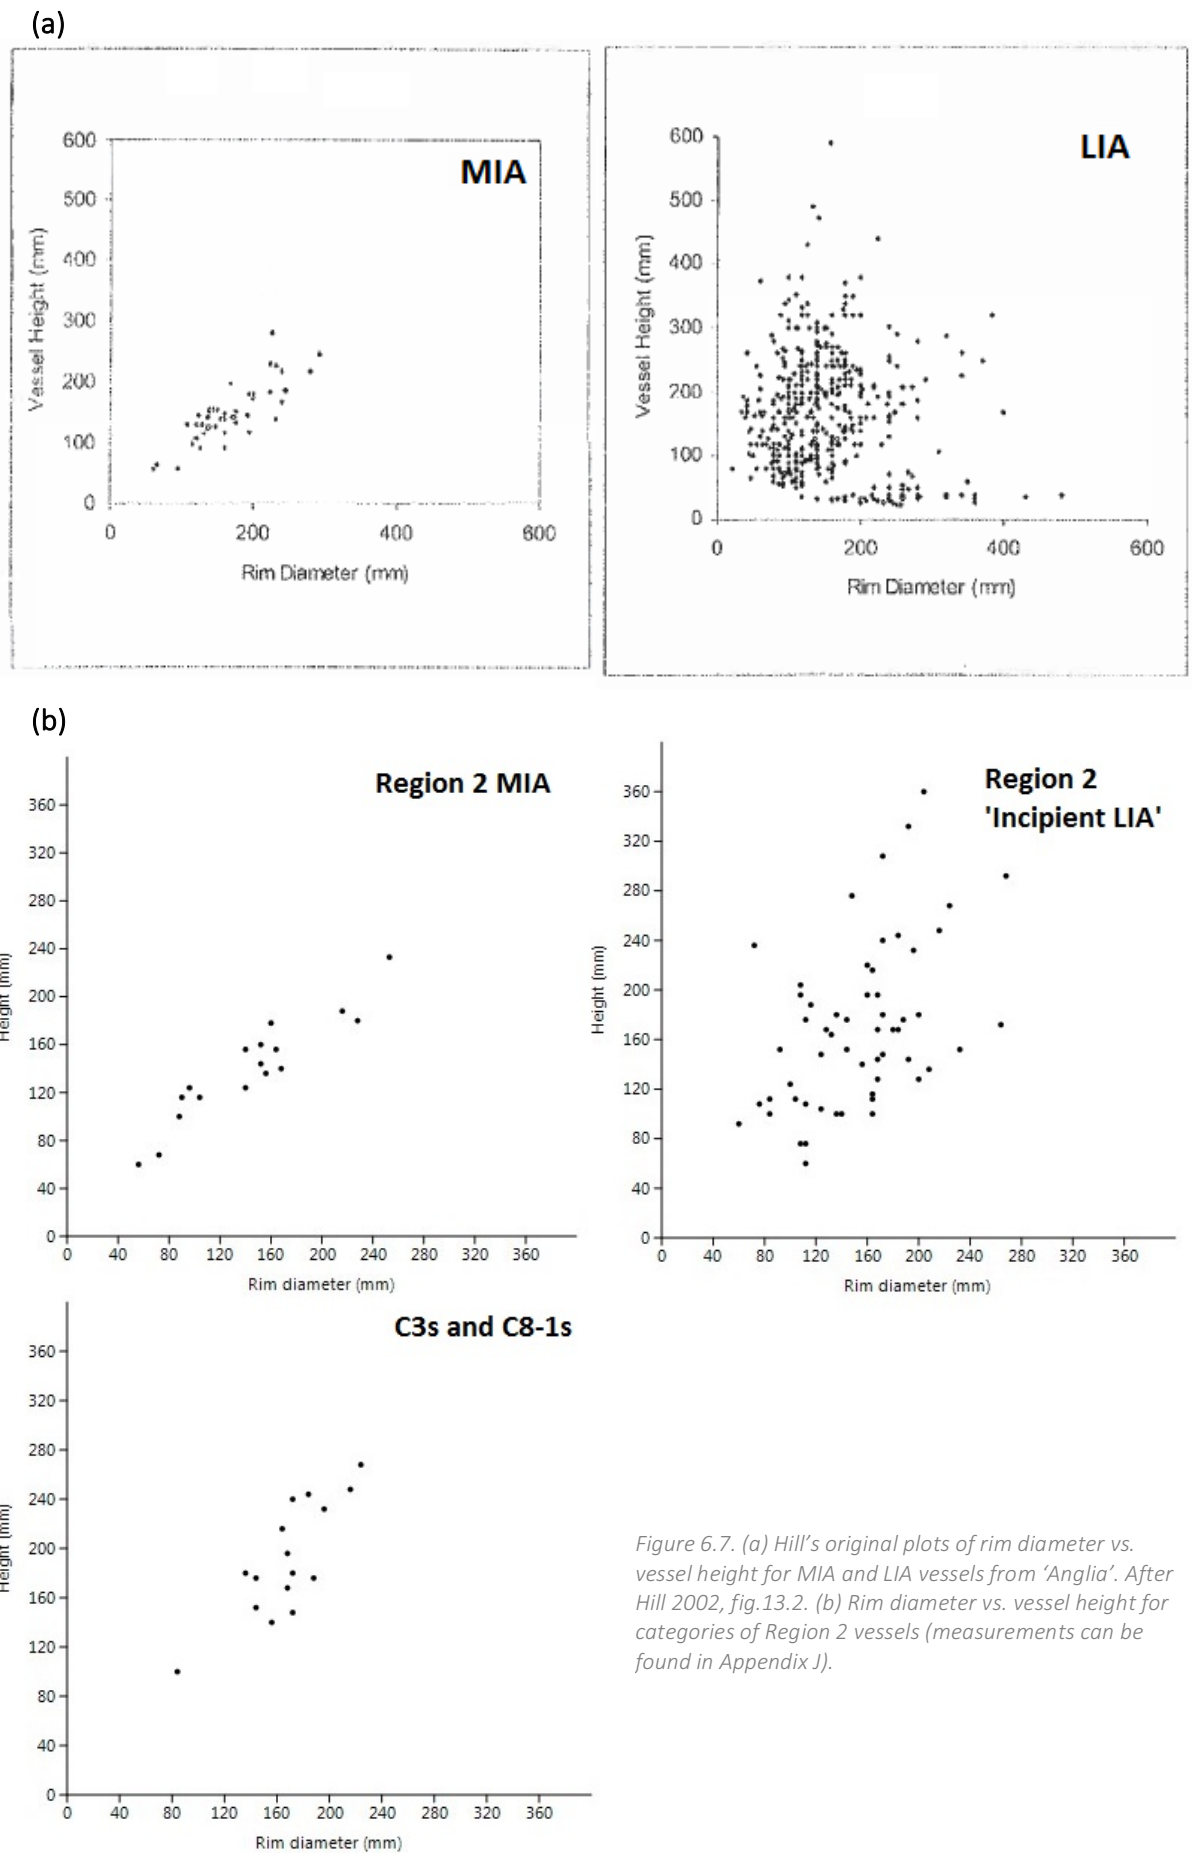 (a)
MIA
600
500
400
300
200
100
0
Vessel Height (mm)
0 200 400 600
Rim Diameter (mm)
LIA
600
500
400
300
200
100
0
Vessel Height (mm)
0 200 400 600
Rim Diameter (mm)
(b)
Region 2 MIA
360
320
280
240
200
160
120
80
40
0
Height (mm)
0 40 80 120 160 200 240 280 320 360
Rim diameter (mm)
Region 2
'Incipient LIA'
360
320
280
240
200
160
120
80
40
0
Height (mm)
0 40 80 120 160 200 240 280 320 360
Rim diameter (mm)
C3s and C8-1s
360
320
280
240
200
160
120
80
40
0
Height (mm)
0 40 80 120 160 200 240 280 320 360
Rim diameter (mm)
Figure 6.7. (a) Hill’s original plots of rim diameter vs.
vessel height for MIA and LIA vessels from ‘Anglia’. After
Hill 2002, fig.13.2. (b) Rim diameter vs. vessel height for
categories of Region 2 vessels (measurements can be
found in Appendix J).